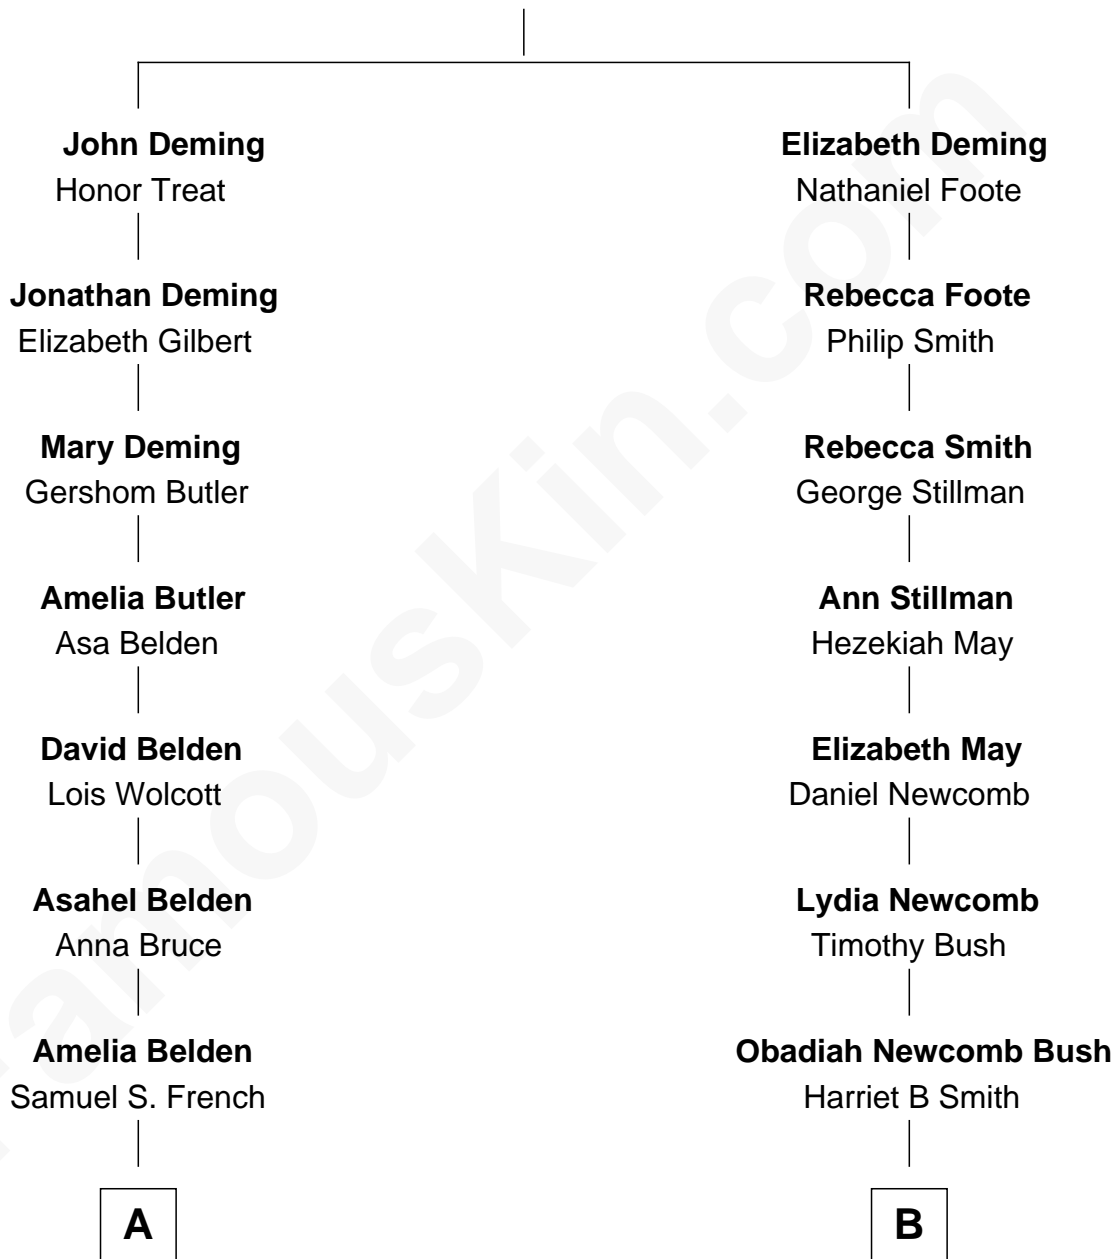 John Deming
Honor Treat
Elizabeth Deming
Nathaniel Foote
Jonathan Deming
Elizabeth Gilbert
Rebecca Foote
Philip Smith
Mary Deming
Gershom Butler
Rebecca Smith
George Stillman
Amelia Butler
Asa Belden
Ann Stillman
Hezekiah May
David Belden
Lois Wolcott
Elizabeth May
Daniel Newcomb
Asahel Belden
Anna Bruce
Lydia Newcomb
Timothy Bush
Amelia Belden
Samuel S. French
Obadiah Newcomb Bush
Harriet B Smith
A
B
FamousKin.com